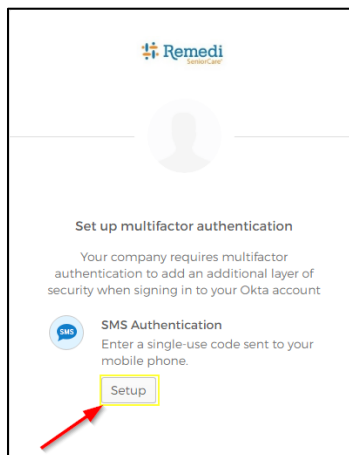 Remedi
SeniorCare®
Set up multifactor authentication
Your company requires multifactor
authentication to add an additional layer of
security when signing in to your Okta account
SMS
SMS Authentication
Enter a single-use code sent to your
mobile phone.
Setup